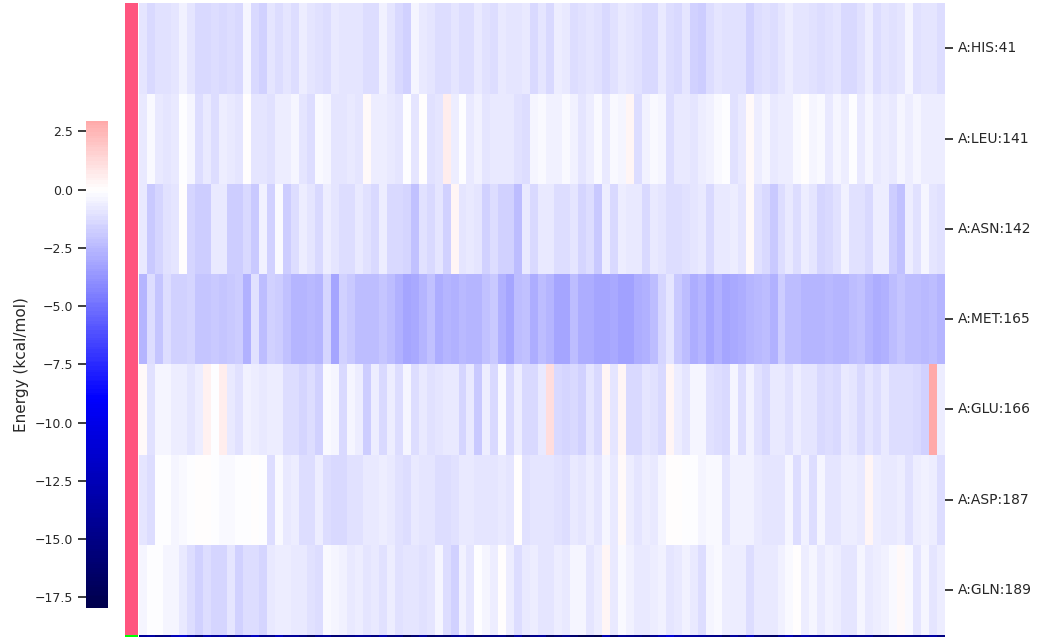 A:HIS:41
2.5
A:LEU:141
0.0
A:ASN:142
−2.5
−5.0
A:MET:165
Energy (kcal/mol)
−7.5
A:GLU:166
−10.0
−12.5
A:ASP:187
−15.0
A:GLN:189
−17.5